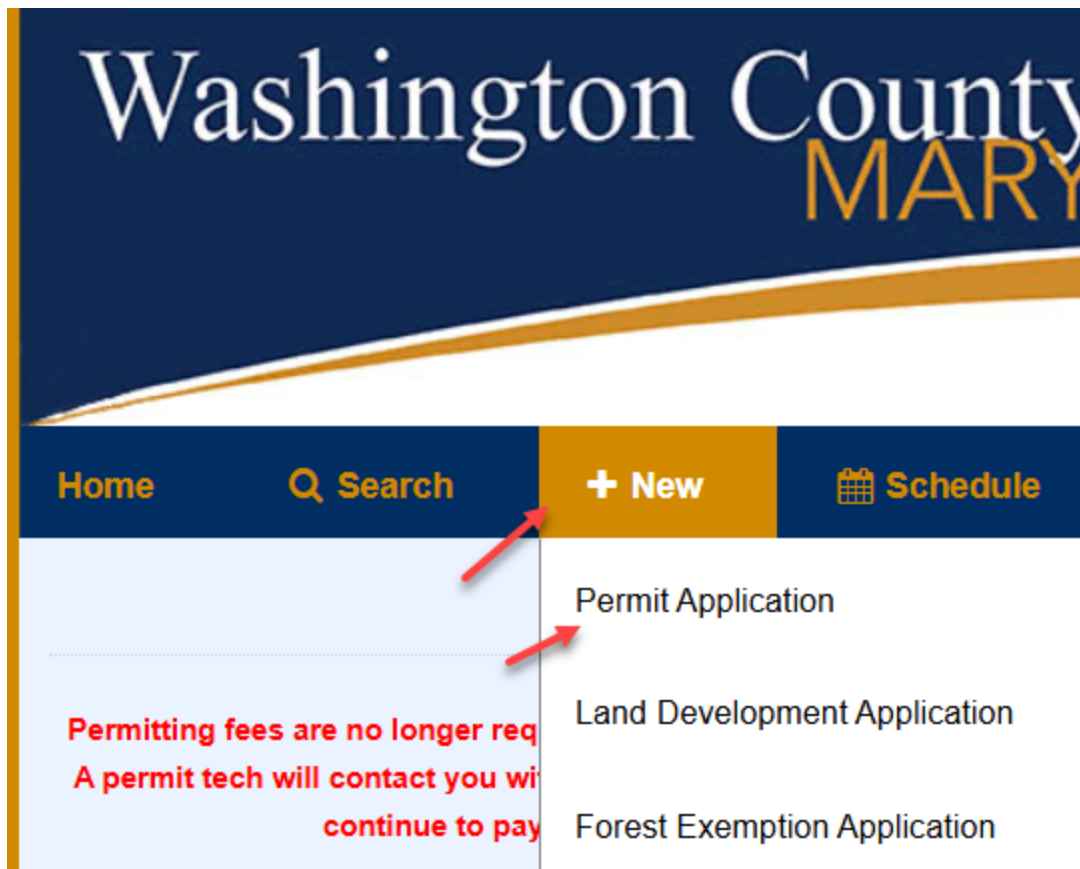 Washington County
MARY
Home
Search
+ New
Schedule
Permit Application
Land Development Application
Forest Exemption Application
Permitting fees are no longer req
A permit tech will contact you wi
continue to pay